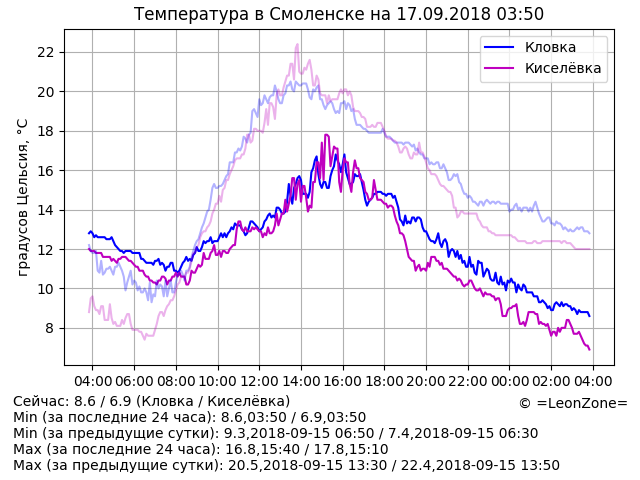 Температура в Смоленске на 17.09.2018 03:50
Кловка
Киселёвка
градусов Цельсия, °C
22
20
18
16
14
12
10
8
04:00 06:00 08:00 10:00 12:00 14:00 16:00 18:00 20:00 22:00 00:00 02:00 04:00
Сейчас: 8.6 / 6.9 (Кловка / Киселёвка)
© =LeonZone=
Min (за последние 24 часа): 8.6,03:50 / 6.9,03:50
Min (за предыдущие сутки): 9.3,2018-09-15 06:50 / 7.4,2018-09-15 06:30
Max (за последние 24 часа): 16.8,15:40 / 17.8,15:10
Max (за предыдущие сутки): 20.5,2018-09-15 13:30 / 22.4,2018-09-15 13:50